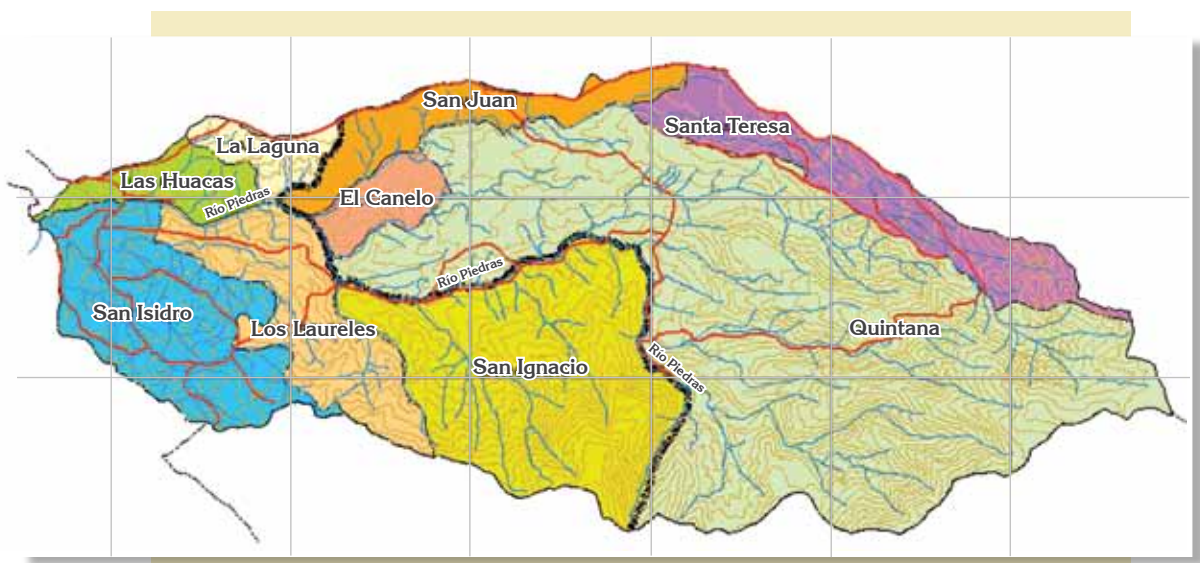 San Juan
Santa Teresa
La Laguna
Las Huacas
Río Piedras
El Canelo
Río Piedras
San Isidro
Los Laureles
Quintana
San Ignacio
Río Piedras